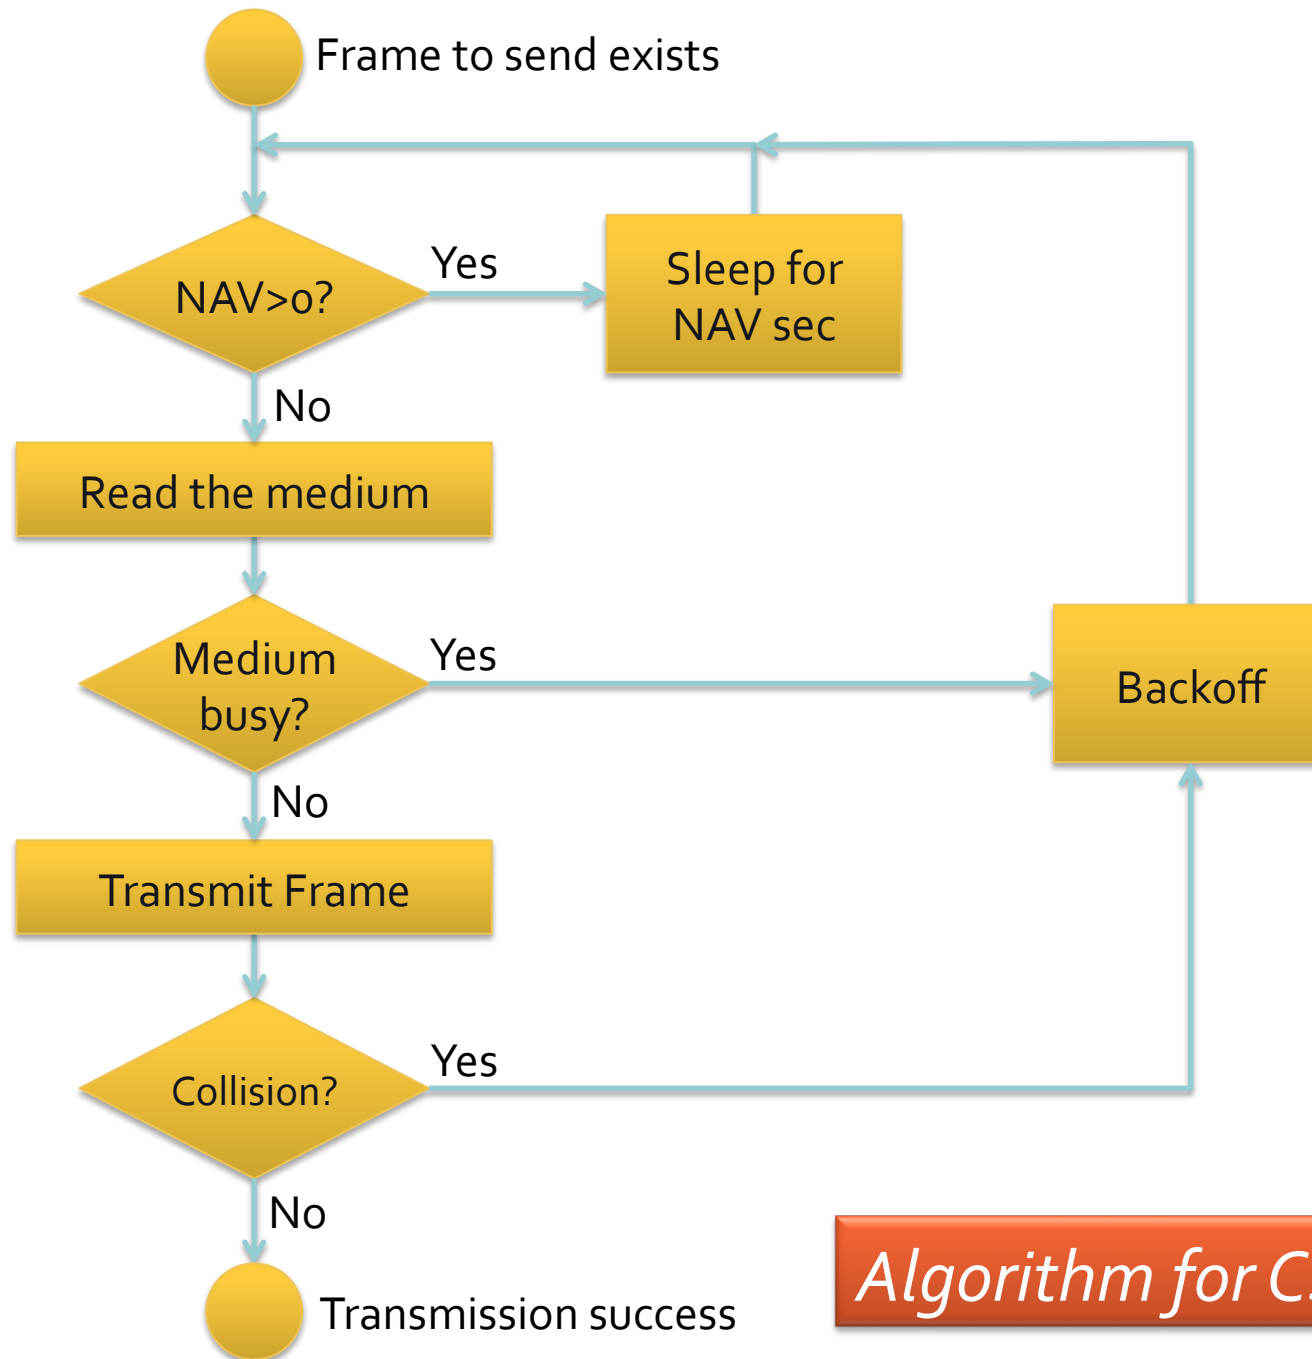 Frame to send exists
NAV>0?
Yes
Sleep for
NAV sec
No
Read the medium
Medium
busy?
Yes
Backoff
No
Transmit Frame
Collision?
Yes
No
Algorithm for
Transmission success